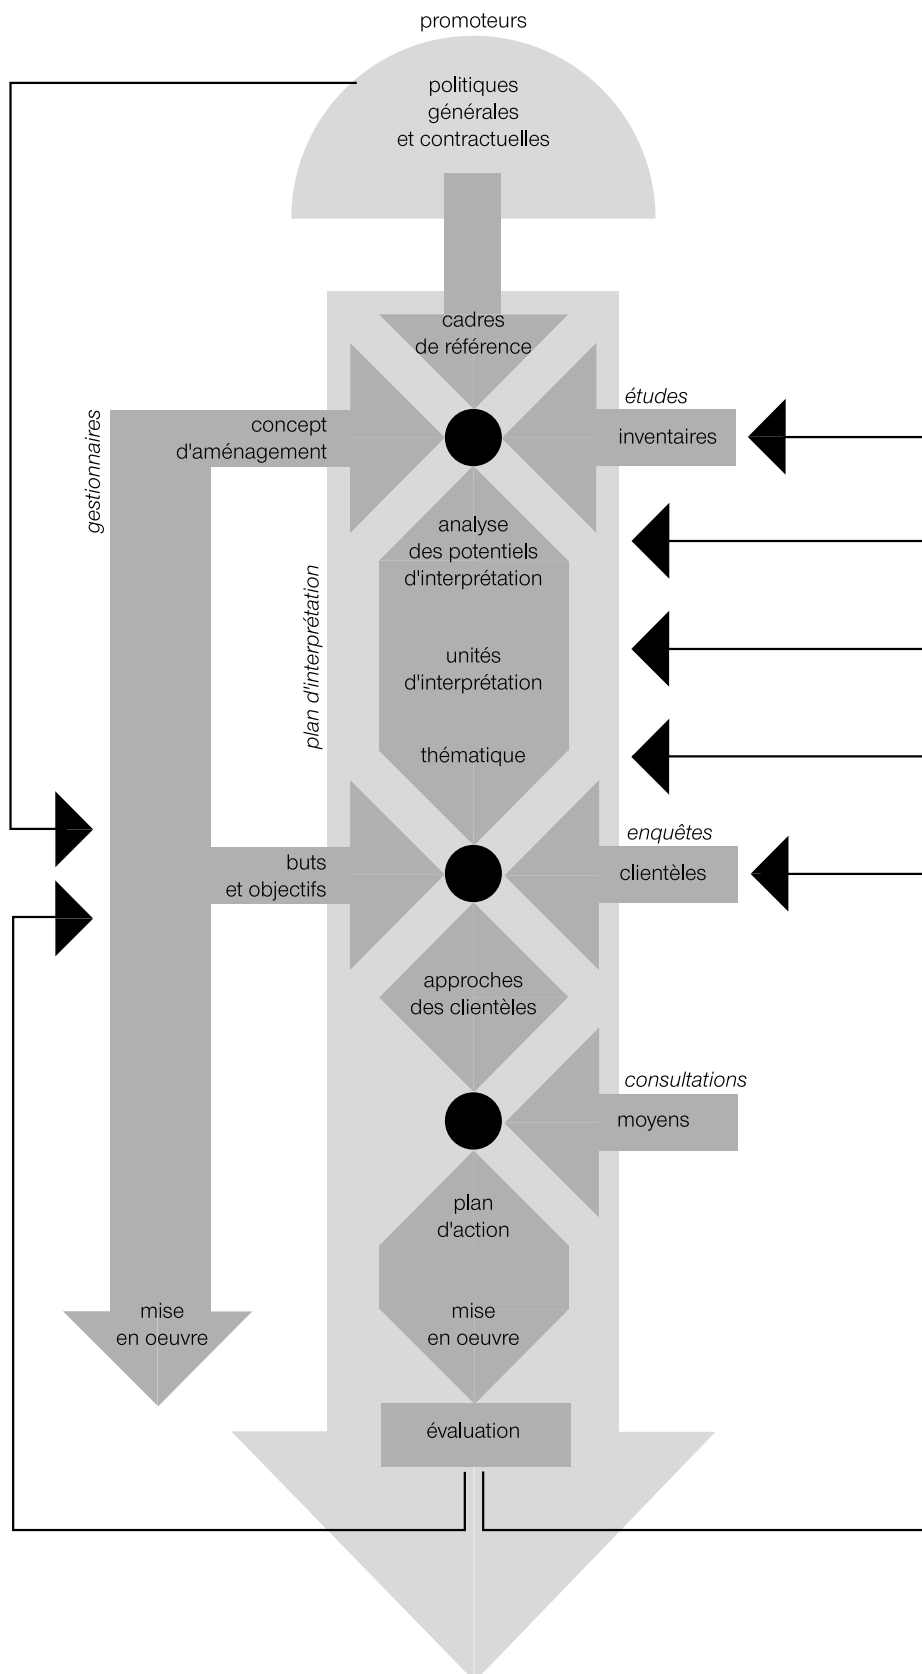 promoteurs
politiques
générales
et contractuelles
cadres
de référence
gestionnaires
concept
d'aménagement
études
inventaires
analyse
des potentiels
d'interprétation
plan d'interprétation
unités
d'interprétation
thématique
buts
et objectifs
enquêtes
clientèles
approches
des clientèles
consultations
moyens
plan
d'action
mise
en oeuvre
mise
en oeuvre
évaluation